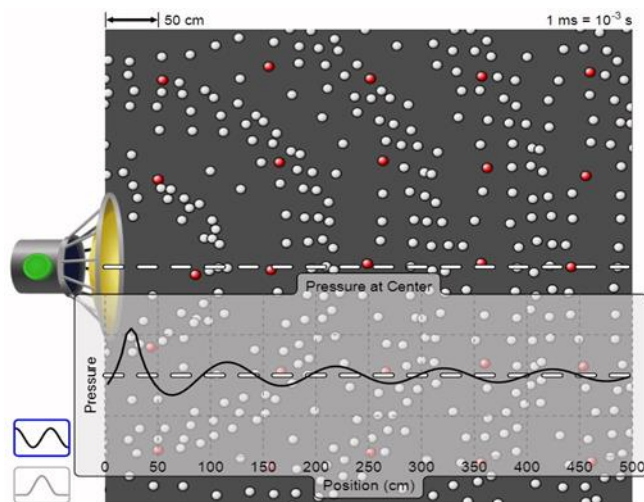 50 cm
1 ms = 10⁻³ s
Pressure at Center
Pressure
0 50 100 150 200 250 300 350 400 450 500
Position (cm)